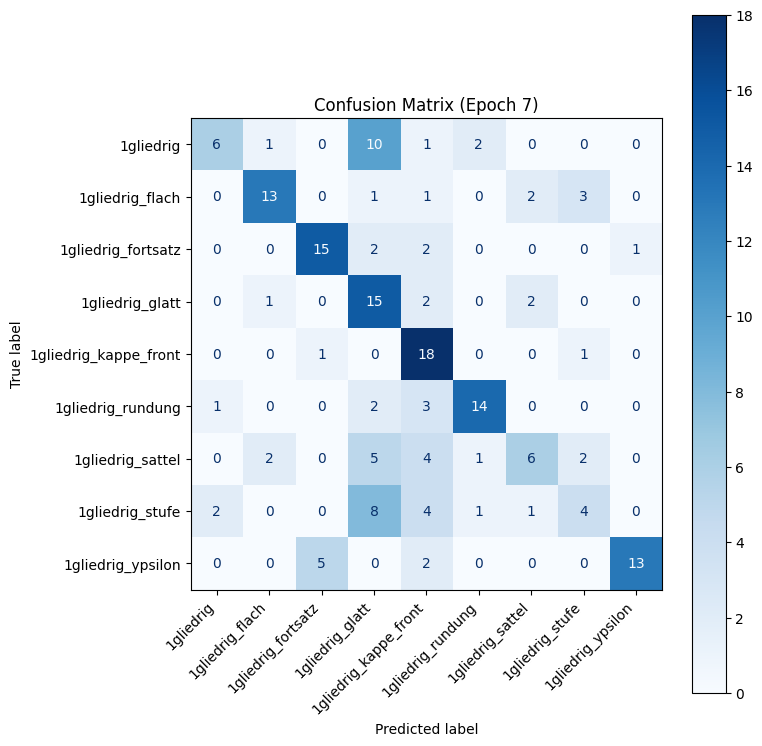 Confusion Matrix (Epoch 7)
True label
1gliedrig 6 1 0 10 1 2 0 0 0
1gliedrig_flach 0 13 0 1 1 0 2 3 0
1gliedrig_fortsatz 0 0 15 2 2 0 0 0 1
1gliedrig_glatt 0 1 0 15 2 0 2 0 0
1gliedrig_kappe_front 0 0 1 0 18 0 0 1 0
1gliedrig_rundung 1 0 0 2 3 14 0 0 0
1gliedrig_sattel 0 2 0 5 4 1 6 2 0
1gliedrig_stufe 2 0 0 8 4 1 1 4 0
1gliedrig_ypsilon 0 0 5 0 2 0 0 0 13
1gliedrig
1gliedrig_flach
1gliedrig_fortsatz
1gliedrig_glatt
1gliedrig_kappe_front
1gliedrig_rundung
1gliedrig_sattel
1gliedrig_stufe
1gliedrig_ypsilon
Predicted label
18
16
14
12
10
8
6
4
2
0